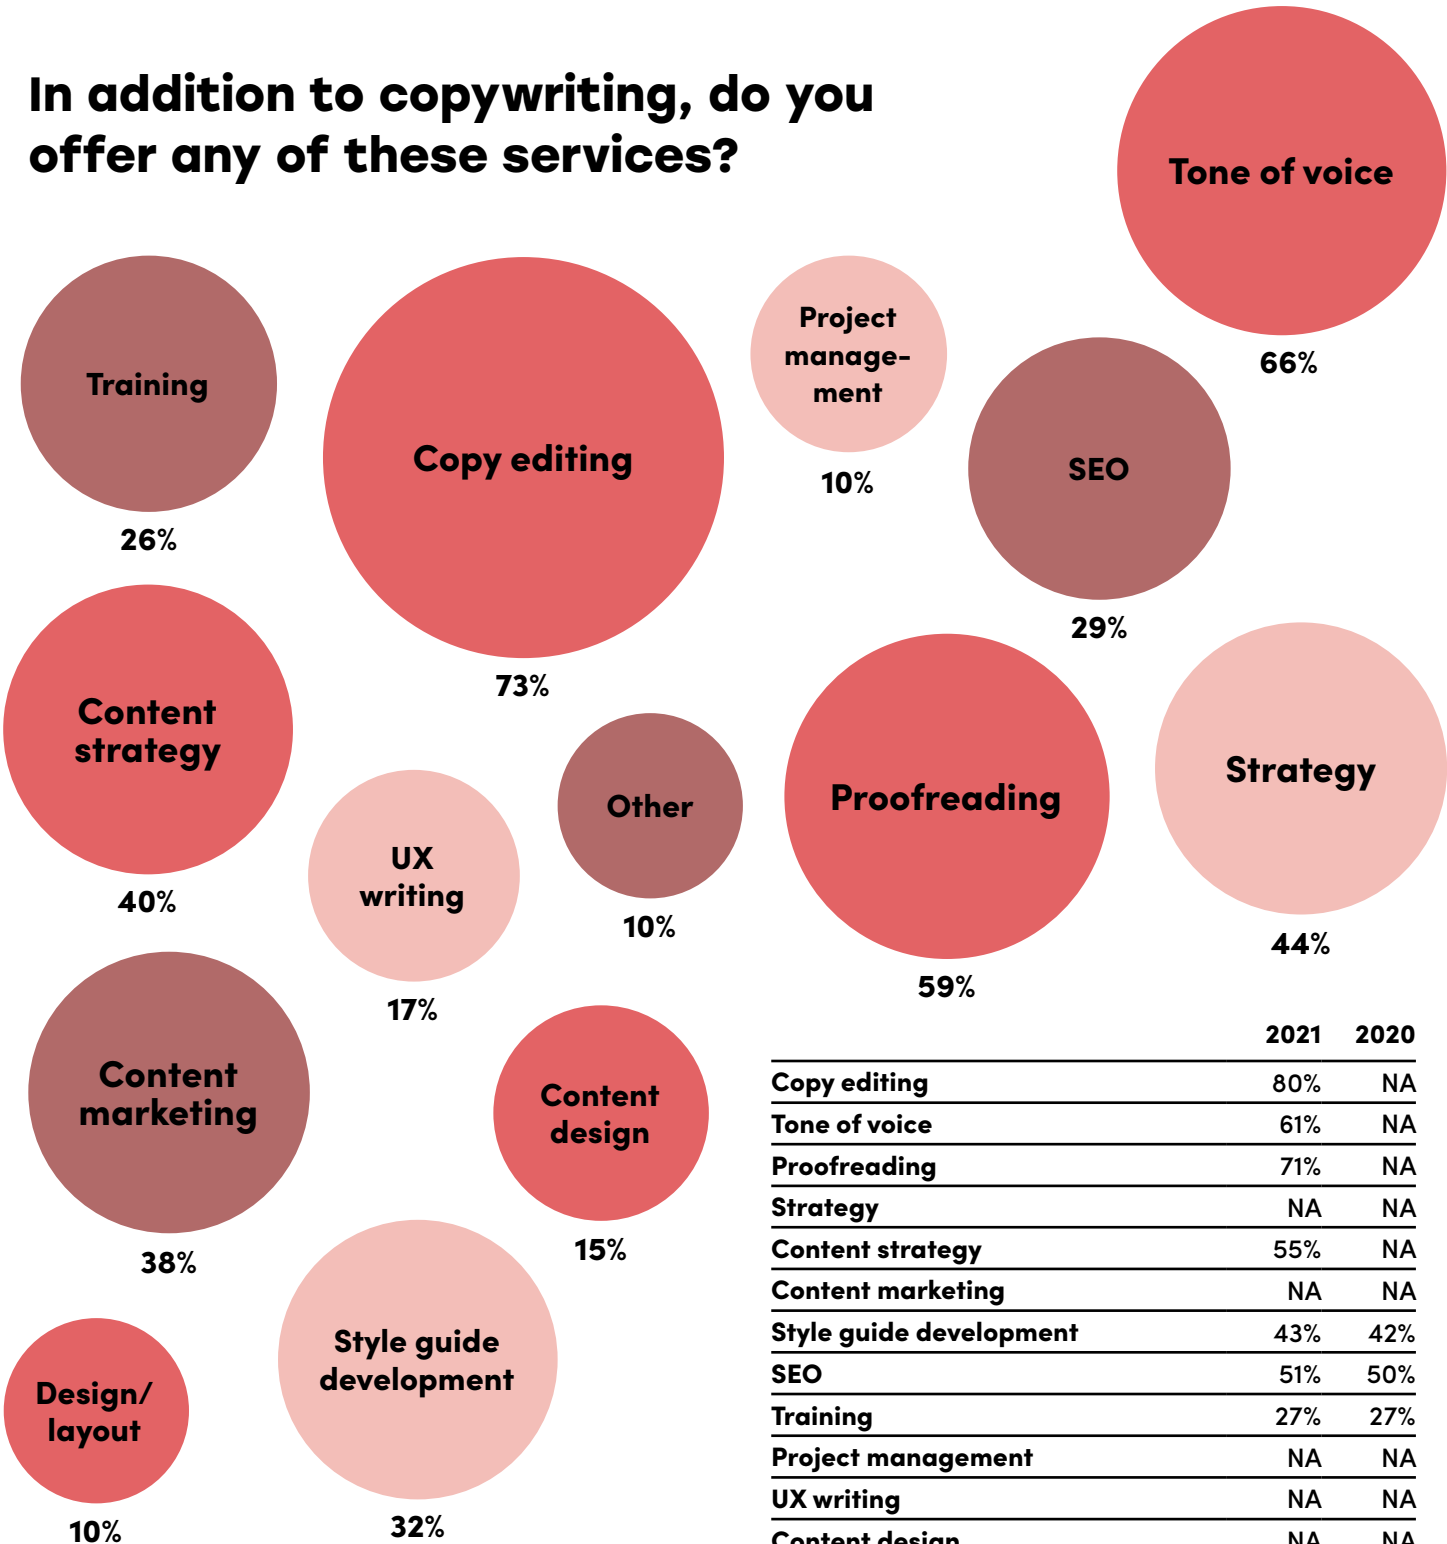 In addition to copywriting, do you
offer any of these services?
Tone of voice
66%
Training
26%
Copy editing
73%
Project
manage-
ment
10%
SEO
29%
Content
strategy
40%
UX
writing
17%
Other
10%
Proofreading
59%
Strategy
44%
Content
marketing
38%
Content
design
15%
Design/
layout
10%
Style guide
development
32%
2021 2020
Copy editing 80% NA
Tone of voice 61% NA
Proofreading 71% NA
Strategy NA NA
Content strategy 55% NA
Content marketing NA NA
Style guide development 43% 42%
SEO 51% 50%
Training 27% 27%
Project management NA NA
UX writing NA NA
Content design NA NA